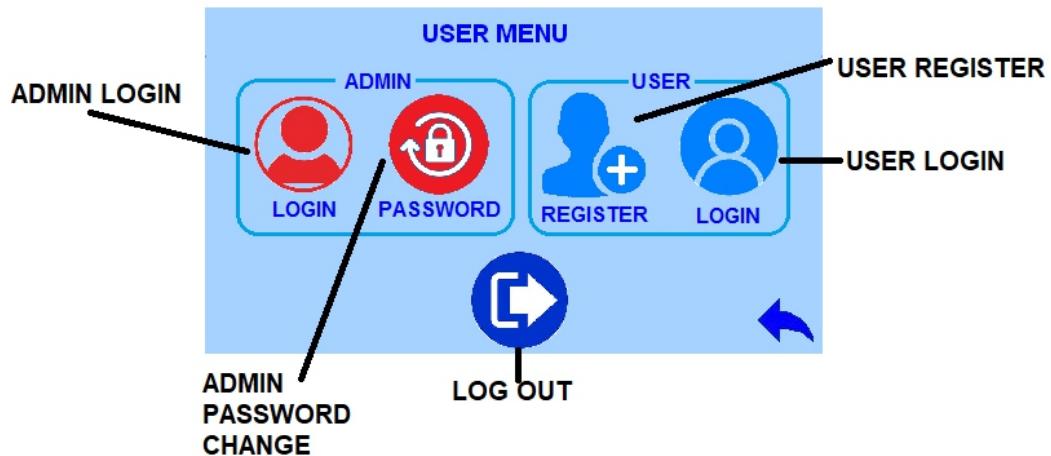 USER MENU
ADMIN
USER
USER REGISTER
ADMIN LOGIN
USER LOGIN
LOGIN
PASSWORD
REGISTER
LOGIN
ADMIN
PASSWORD
CHANGE
LOG OUT